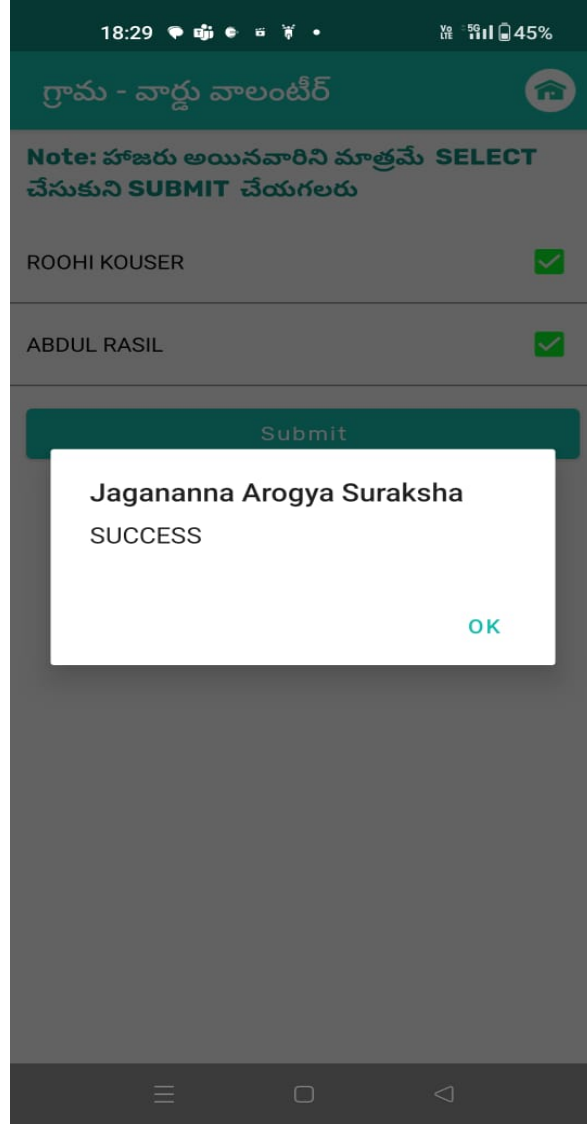 18:29 45%
గ్రామ - వార్డు వాలంటీర్
Note: హాజరు అయినవారిని మాత్రమే SELECT
చేసుకుని SUBMIT చేయగలరు
ROOHI KOUSER
ABDUL RASIL
Submit
Jagananna Arogya Suraksha
SUCCESS
OK